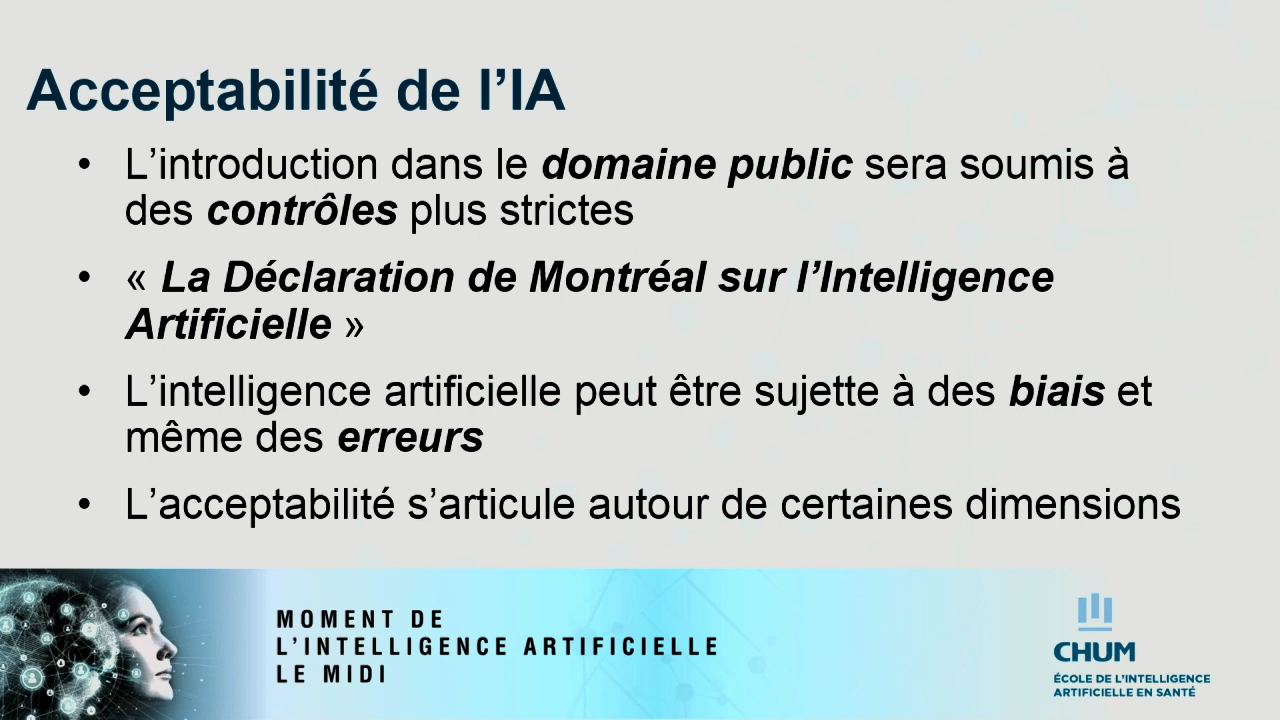 Acceptabilité de l’IA
• L’introduction dans le domaine public sera soumis à
des contrôles plus strictes
• « La Déclaration de Montréal sur l’Intelligence
Artificielle »
• L’intelligence artificielle peut être sujette à des biais et
même des erreurs
• L’acceptabilité s’articule autour de certaines dimensions
MOMENT DE
L’INTELLIGENCE ARTIFICIELLE
LE MIDI
CHUM
ÉCOLE DE L’INTELLIGENCE
ARTIFICIELLE EN SANTÉ